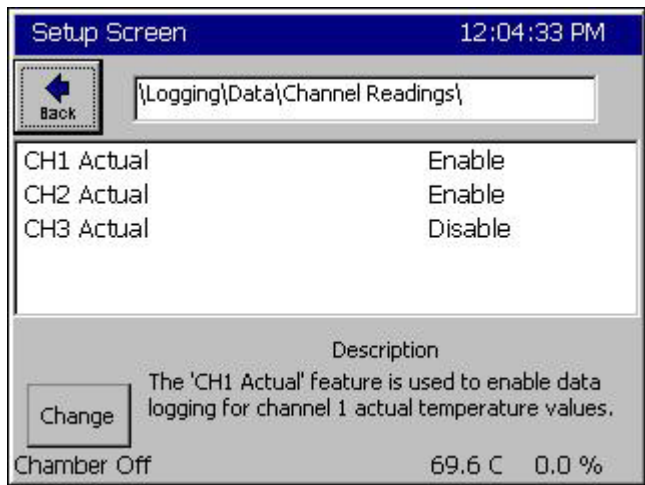 Setup Screen 12:04:33 PM
Back \Logging\Data\Channel Readings\
CH1 Actual Enable
CH2 Actual Enable
CH3 Actual Disable
Description
The 'CH1 Actual' feature is used to enable data
logging for channel 1 actual temperature values.
Change
Chamber Off 69.6 C 0.0 %